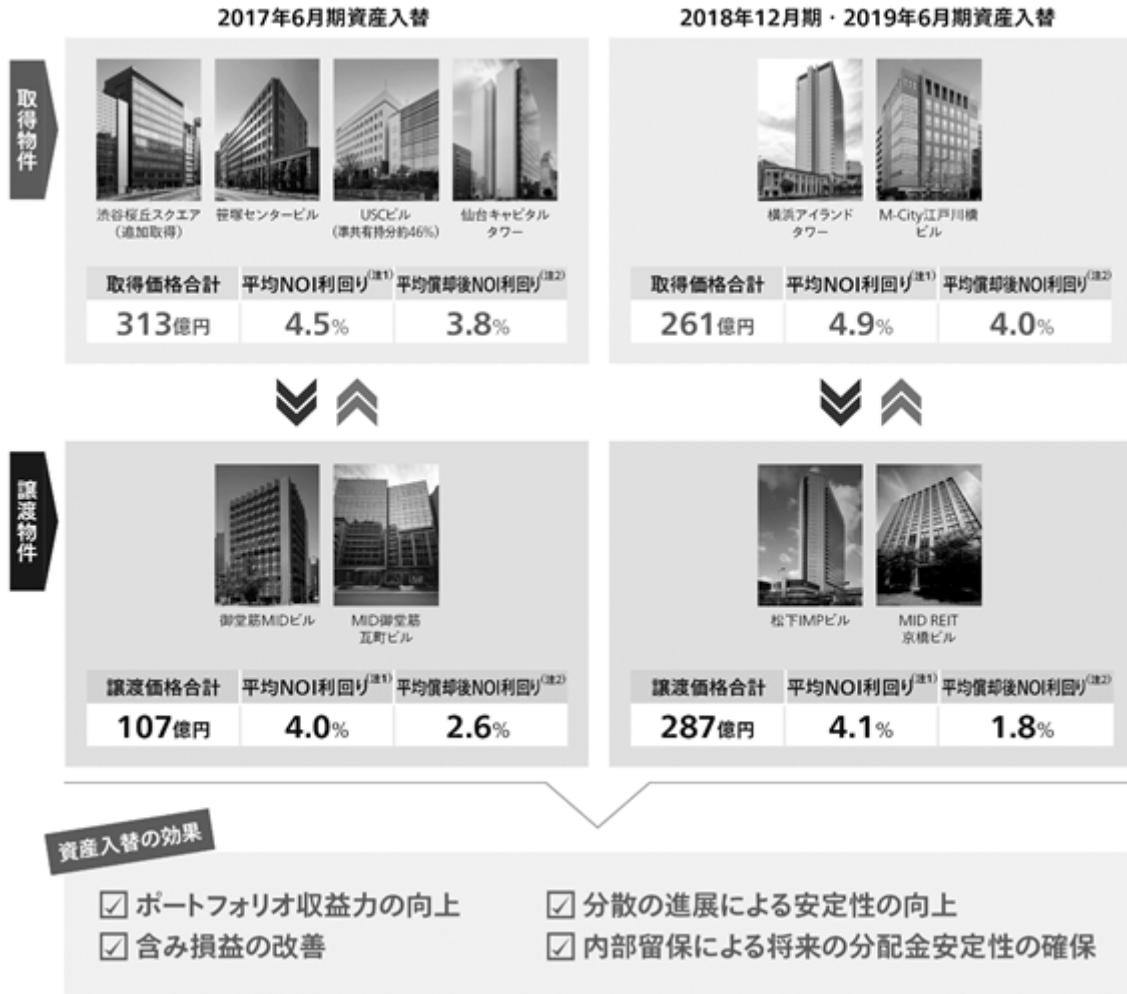 2017年6月期資産入替
2018年12月期・2019年6月期資産入替
取得物件
渋谷桜丘スクエア
（追加取得）
笹塚センタービル
USCビル
（準共有持分約46%）
仙台キャピタル
タワー
横浜アイランド
タワー
M-City江戸川橋
ビル
取得価格合計 平均NOI利回り(注1) 平均償却後NOI利回り(注2)
313億円 4.5% 3.8%
取得価格合計 平均NOI利回り(注1) 平均償却後NOI利回り(注2)
261億円 4.9% 4.0%
譲渡物件
御堂筋MIDビル
MID御堂筋
瓦町ビル
松下IMPビル
MID REIT
京橋ビル
譲渡価格合計 平均NOI利回り(注1) 平均償却後NOI利回り(注2)
107億円 4.0% 2.6%
譲渡価格合計 平均NOI利回り(注1) 平均償却後NOI利回り(注2)
287億円 4.1% 1.8%
資産入替の効果
☑ ポートフォリオ収益力の向上
☑ 分散の進展による安定性の向上
☑ 含み損益の改善
☑ 内部留保による将来の分配金安定性の確保